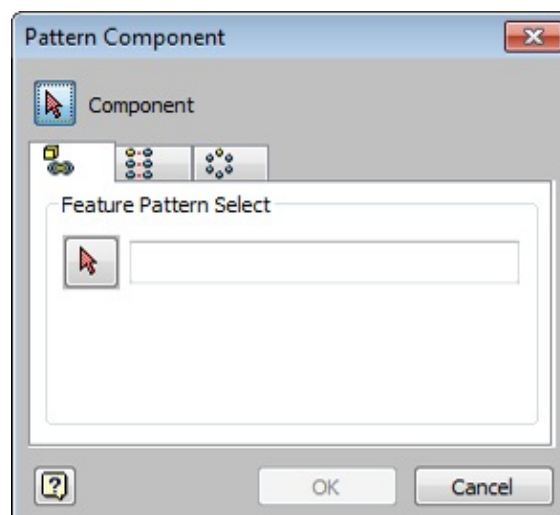 Pattern Component
Component
Feature Pattern Select
OK
Cancel